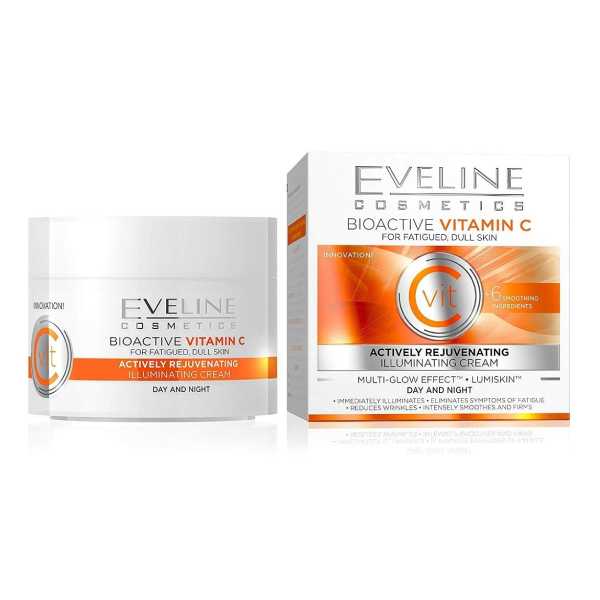 INNOVATION!
C
vit
EVELINE
COSMETICS
BIOACTIVE VITAMIN C
FOR FATIGUED, DULL SKIN
ACTIVELY REJUVENATING
ILLUMINATING CREAM
DAY AND NIGHT
EVELINE
COSMETICS
BIOACTIVE VITAMIN C
FOR FATIGUED, DULL SKIN
INNOVATION!
C
vit
6 SMOOTHING
INGREDIENTS
ACTIVELY REJUVENATING
ILLUMINATING CREAM
MULTI-GLOW EFFECT™ • LUMISKIN™
DAY AND NIGHT
• IMMEDIATELY ILLUMINATES • ELIMINATES SYMPTOMS OF FATIGUE
• REDUCES WRINKLES • INTENSELY SMOOTHES AND FIRMS